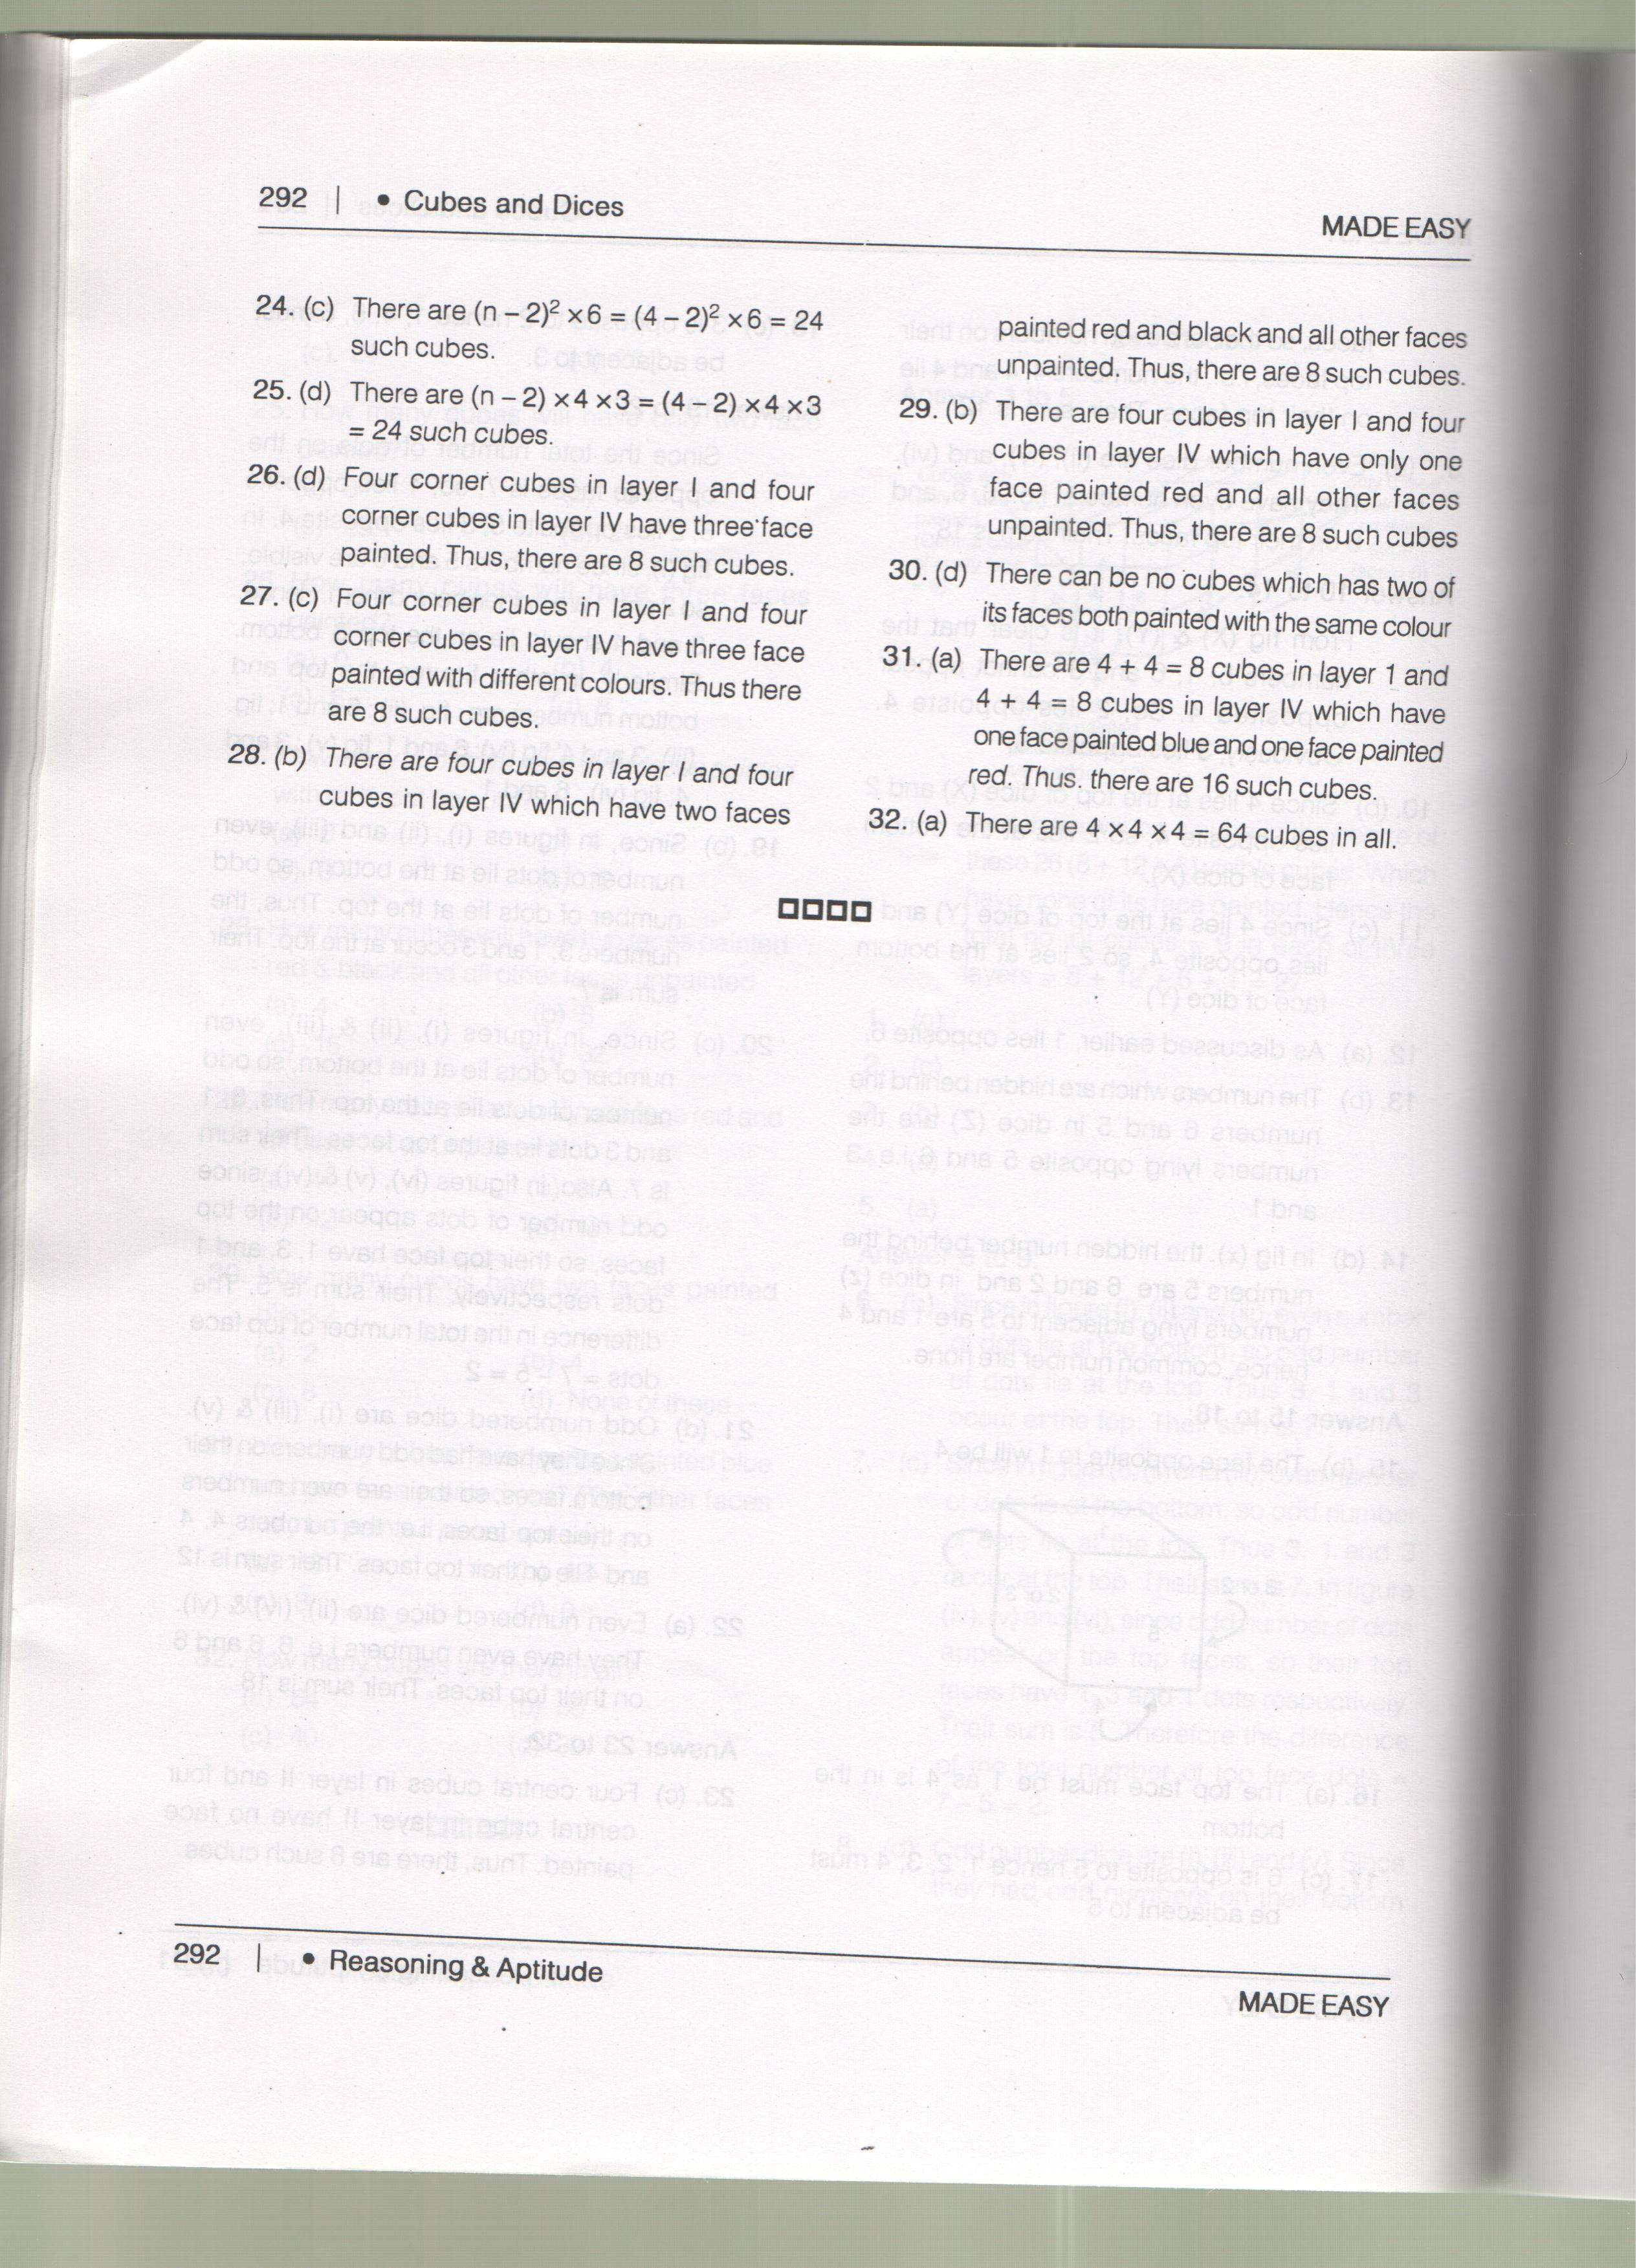 292 | • Cubes and Dices
MADE EASY
24. (c) There are (n – 2)² ×6 = (4 – 2)² ×6 = 24
such cubes.
25. (d) There are (n – 2) ×4 ×3 = (4 – 2) ×4 ×3
= 24 such cubes.
26. (d) Four corner cubes in layer I and four
corner cubes in layer IV have three face
painted. Thus, there are 8 such cubes.
27. (c) Four corner cubes in layer I and four
corner cubes in layer IV have three face
painted with different colours. Thus there
are 8 such cubes.
28. (b) There are four cubes in layer I and four
cubes in layer IV which have two faces
painted red and black and all other faces
unpainted. Thus, there are 8 such cubes.
29. (b) There are four cubes in layer I and four
cubes in layer IV which have only one
face painted red and all other faces
unpainted. Thus, there are 8 such cubes
30. (d) There can be no cubes which has two of
its faces both painted with the same colour
31. (a) There are 4 + 4 = 8 cubes in layer 1 and
4 + 4 = 8 cubes in layer IV which have
one face painted blue and one face painted
red. Thus. there are 16 such cubes.
32. (a) There are 4 ×4 ×4 = 64 cubes in all.
292 | • Reasoning & Aptitude
MADE EASY